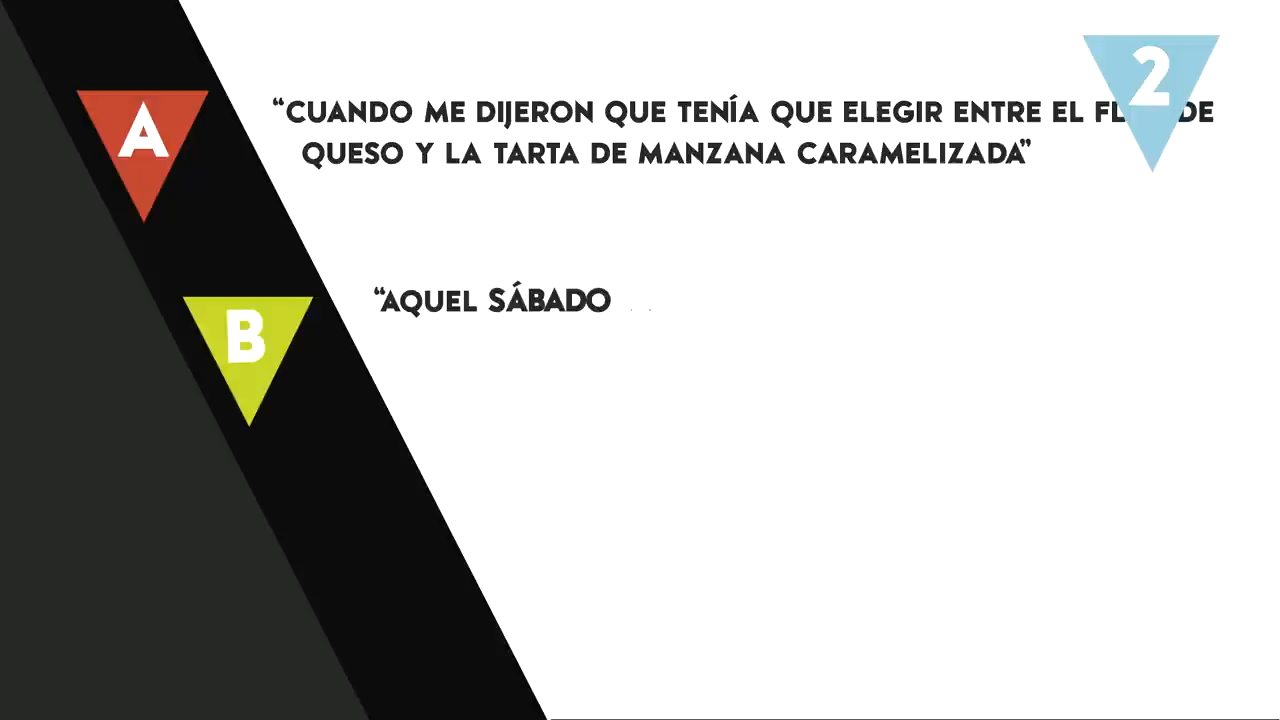 2
A
“CUANDO ME DIJERON QUE TENÍA QUE ELEGIR ENTRE EL DE
QUESO Y LA TARTA DE MANZANA CARAMELIZADA”
B
“AQUEL SÁBADO